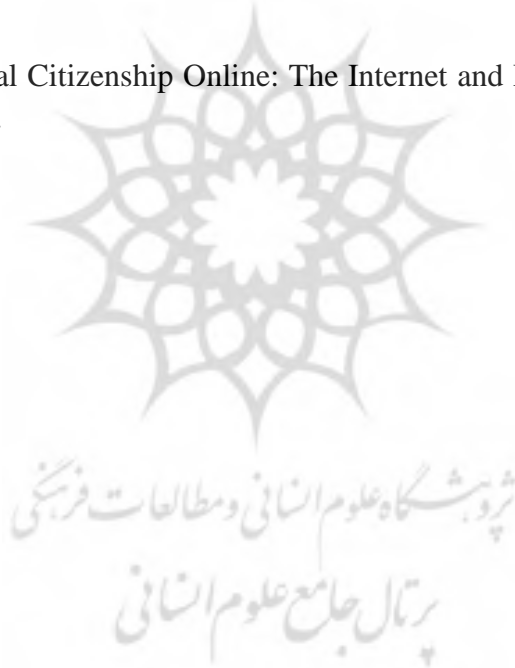 al Citizenship Online: The Internet and
.
پژوهشگاه علوم انسانی و مطالعات فرهنگی
پرتال جامع علوم انسانی